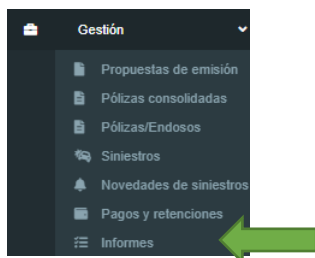 Gestión
Propuestas de emisión
Pólizas consolidadas
Pólizas/Endosos
Siniestros
Novedades de siniestros
Pagos y retenciones
Informes